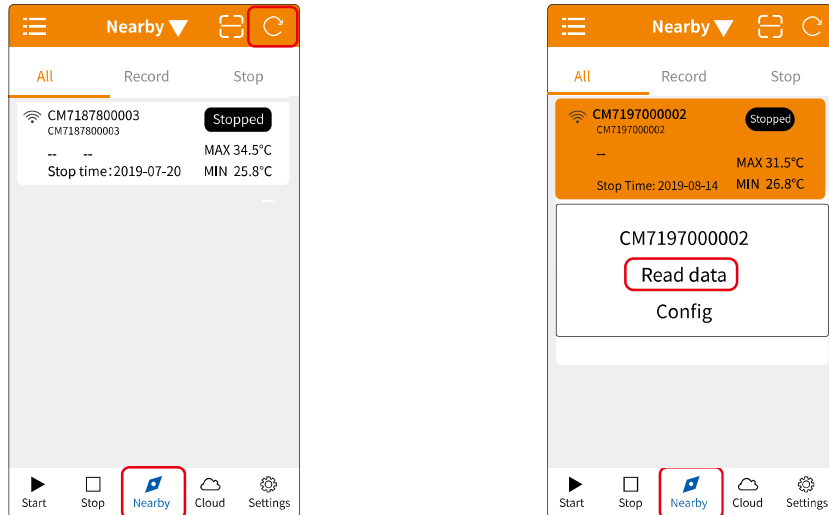 Nearby
All Record Stop
CM7187800003
CM7187800003
Stopped
-- --
MAX 34.5°C
Stop time:2019-07-20
MIN 25.8°C
Start Stop Nearby Cloud Settings
Nearby
All Record Stop
CM7197000002
CM7197000002
Stopped
--
MAX 31.5°C
Stop Time: 2019-08-14
MIN 26.8°C
CM7197000002
Read data
Config
Start Stop Nearby Cloud Settings